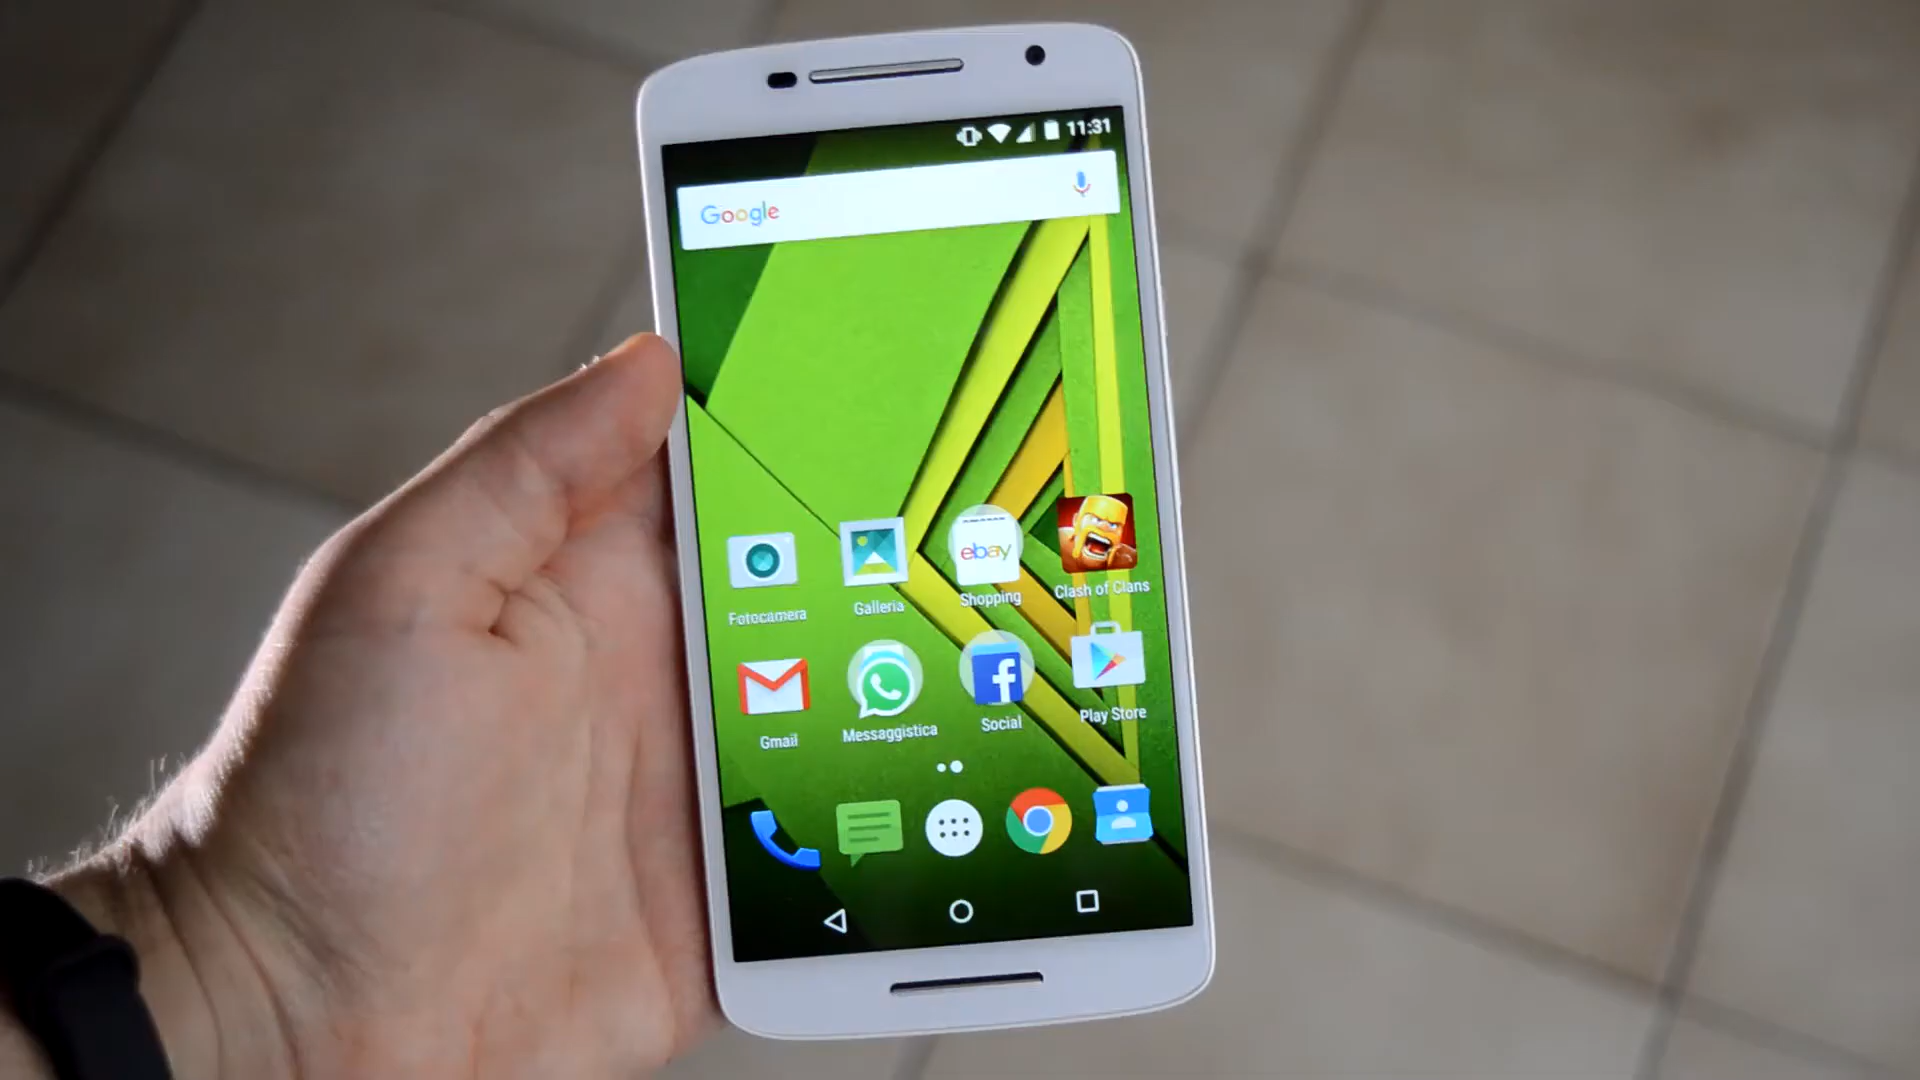 11:31
Google
ebay
Fotocamera
Galleria
Shopping
Clash of Clans
Gmail
Messaggistica
Social
Play Store